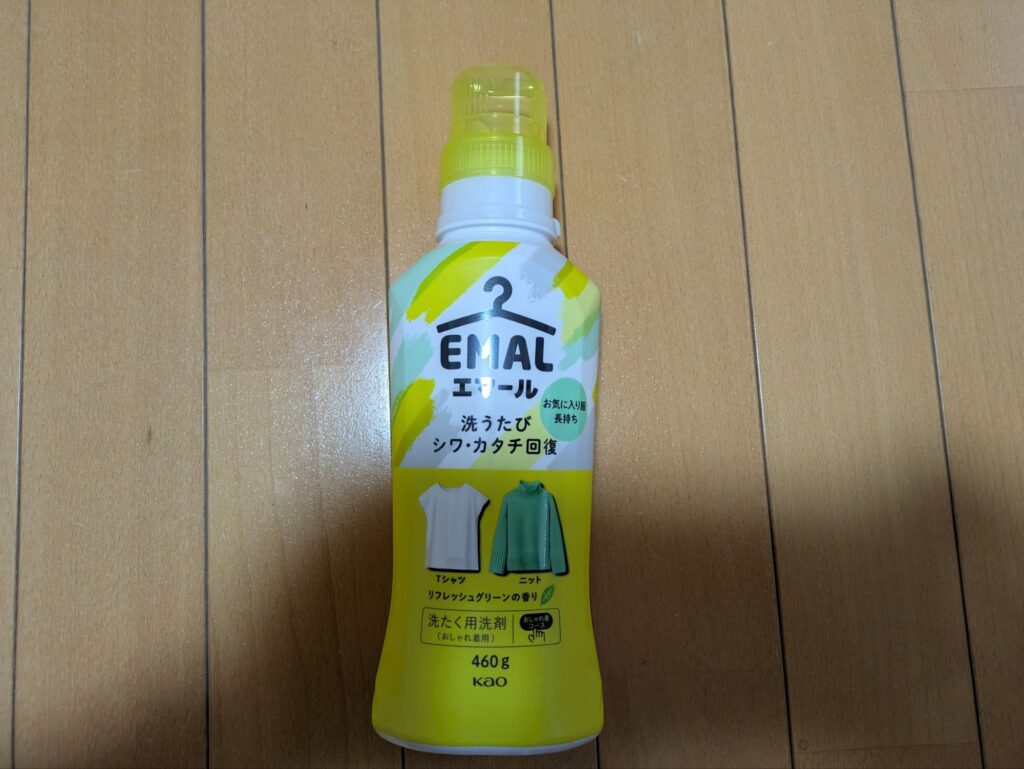 EMAL
エマール
お気に入り服
長持ち
洗うたび
シワ・カタチ回復
Tシャツ
ニット
リフレッシュグリーンの香り
洗たく用洗剤
(おしゃれ着用)
おしゃれ着
コース
460g
Kao